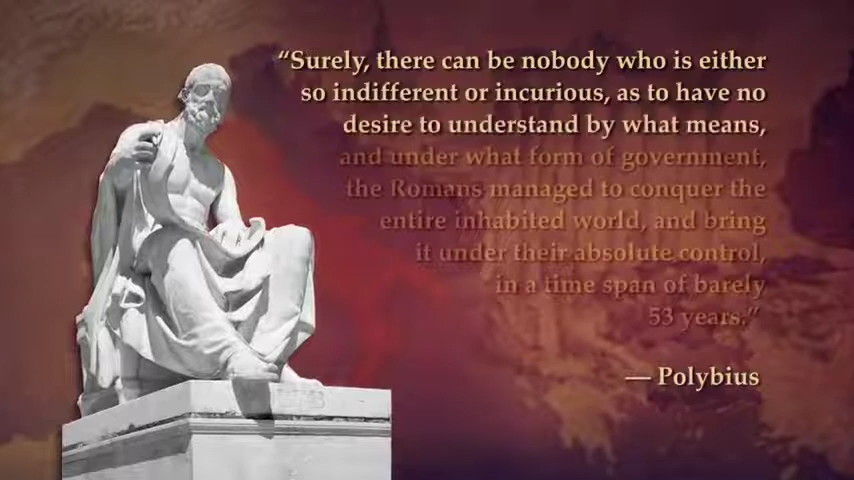 “Surely, there can be nobody who is either
so indifferent or incurious, as to have no
desire to understand by what means,
and under what form of government,
the Romans managed to conquer the
entire inhabited world, and bring
it under their absolute control,
in a time span of barely
53 years.”
— Polybius